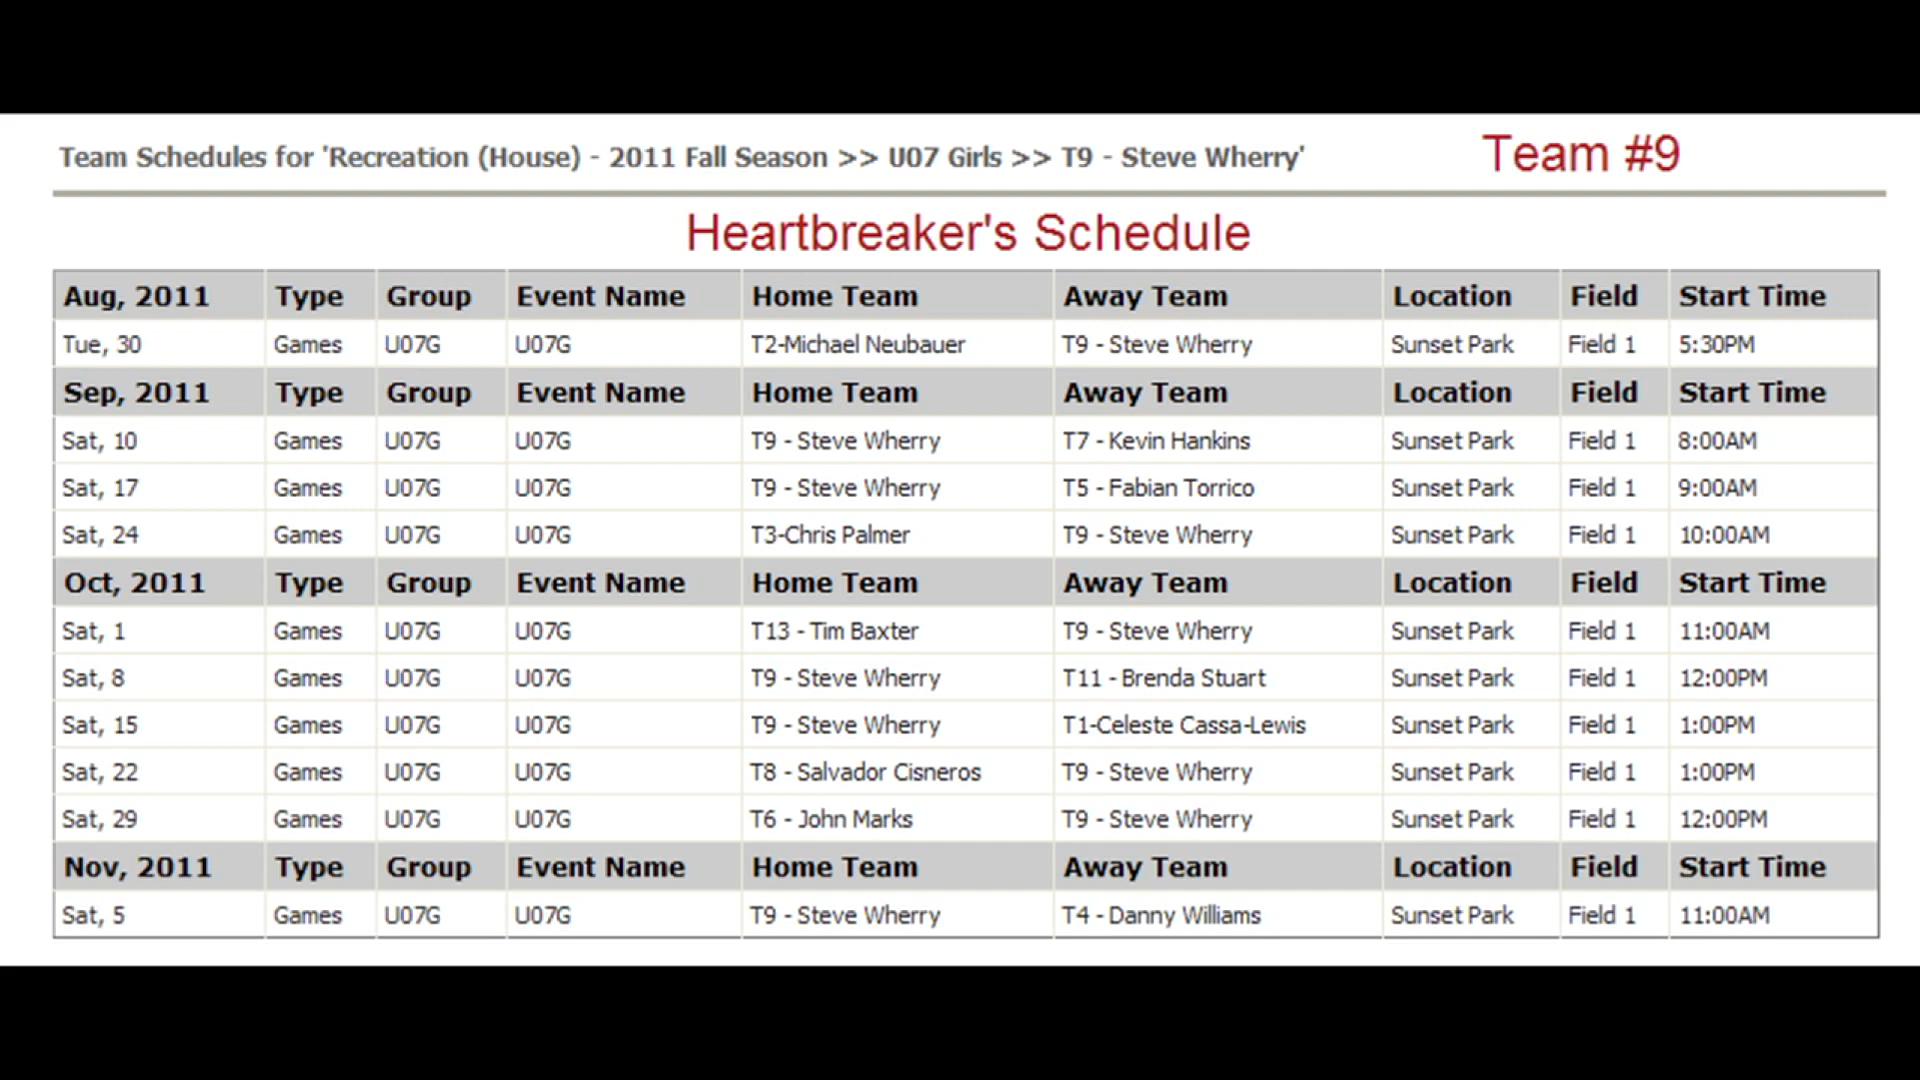 Team Schedules for 'Recreation (House) - 2011 Fall Season >> U07 Girls >> T9 - Steve Wherry' Team #9
Heartbreaker's Schedule
Aug, 2011 Type Group Event Name Home Team Away Team Location Field Start Time
Tue, 30 Games U07G U07G T2-Michael Neubauer T9 - Steve Wherry Sunset Park Field 1 5:30PM
Sep, 2011 Type Group Event Name Home Team Away Team Location Field Start Time
Sat, 10 Games U07G U07G T9 - Steve Wherry T7 - Kevin Hankins Sunset Park Field 1 8:00AM
Sat, 17 Games U07G U07G T9 - Steve Wherry T5 - Fabian Torrico Sunset Park Field 1 9:00AM
Sat, 24 Games U07G U07G T3-Chris Palmer T9 - Steve Wherry Sunset Park Field 1 10:00AM
Oct, 2011 Type Group Event Name Home Team Away Team Location Field Start Time
Sat, 1 Games U07G U07G T13 - Tim Baxter T9 - Steve Wherry Sunset Park Field 1 11:00AM
Sat, 8 Games U07G U07G T9 - Steve Wherry T11 - Brenda Stuart Sunset Park Field 1 12:00PM
Sat, 15 Games U07G U07G T9 - Steve Wherry T1-Celeste Cassa-Lewis Sunset Park Field 1 1:00PM
Sat, 22 Games U07G U07G T8 - Salvador Cisneros T9 - Steve Wherry Sunset Park Field 1 1:00PM
Sat, 29 Games U07G U07G T6 - John Marks T9 - Steve Wherry Sunset Park Field 1 12:00PM
Nov, 2011 Type Group Event Name Home Team Away Team Location Field Start Time
Sat, 5 Games U07G U07G T9 - Steve Wherry T4 - Danny Williams Sunset Park Field 1 11:00AM